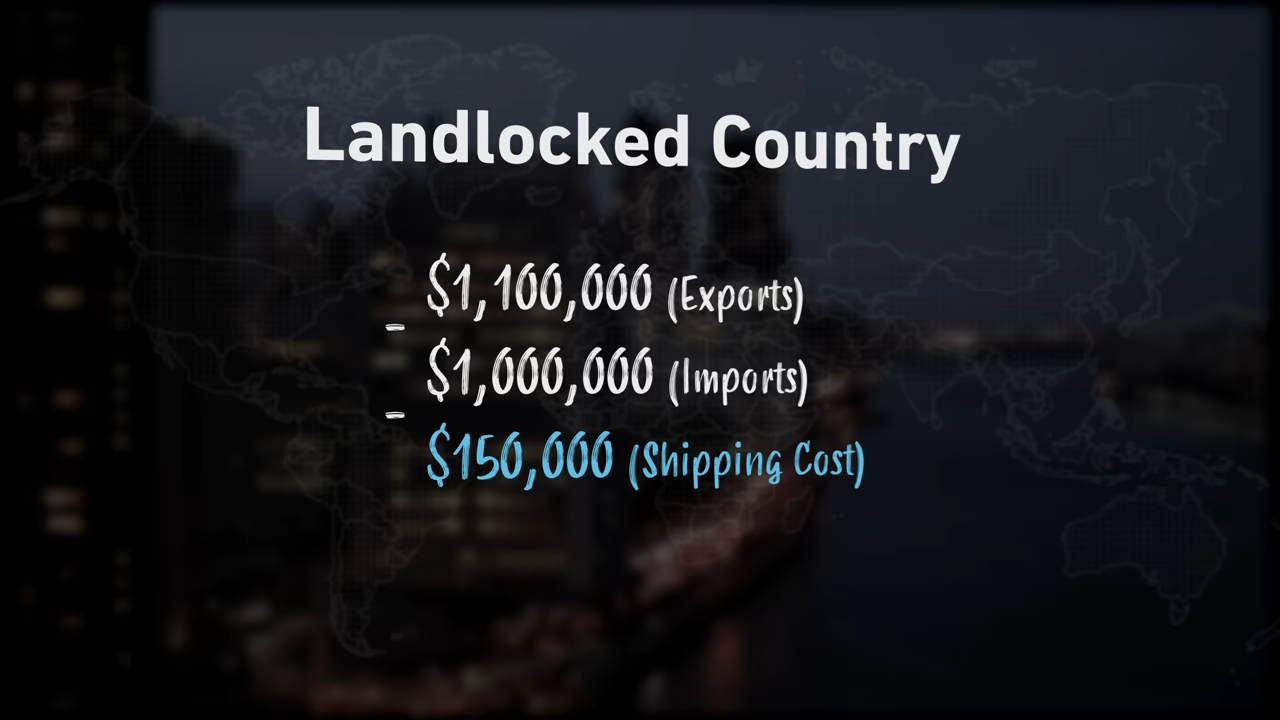 Landlocked Country
$1,100,000 (Exports)
-
$1,000,000 (Imports)
-
$150,000 (Shipping Cost)